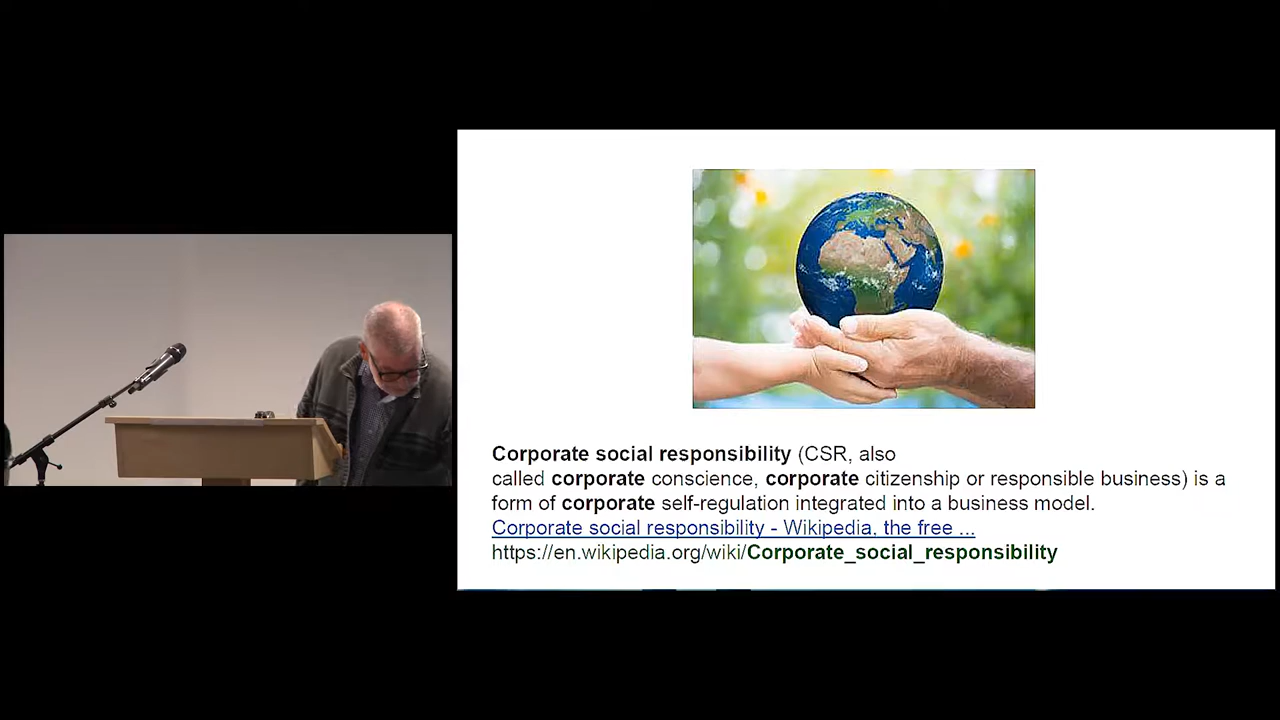 Corporate social responsibility (CSR, also
called corporate conscience, corporate citizenship or responsible business) is a
form of corporate self-regulation integrated into a business model.
Corporate social responsibility - Wikipedia, the free ...
https://en.wikipedia.org/wiki/Corporate_social_responsibility